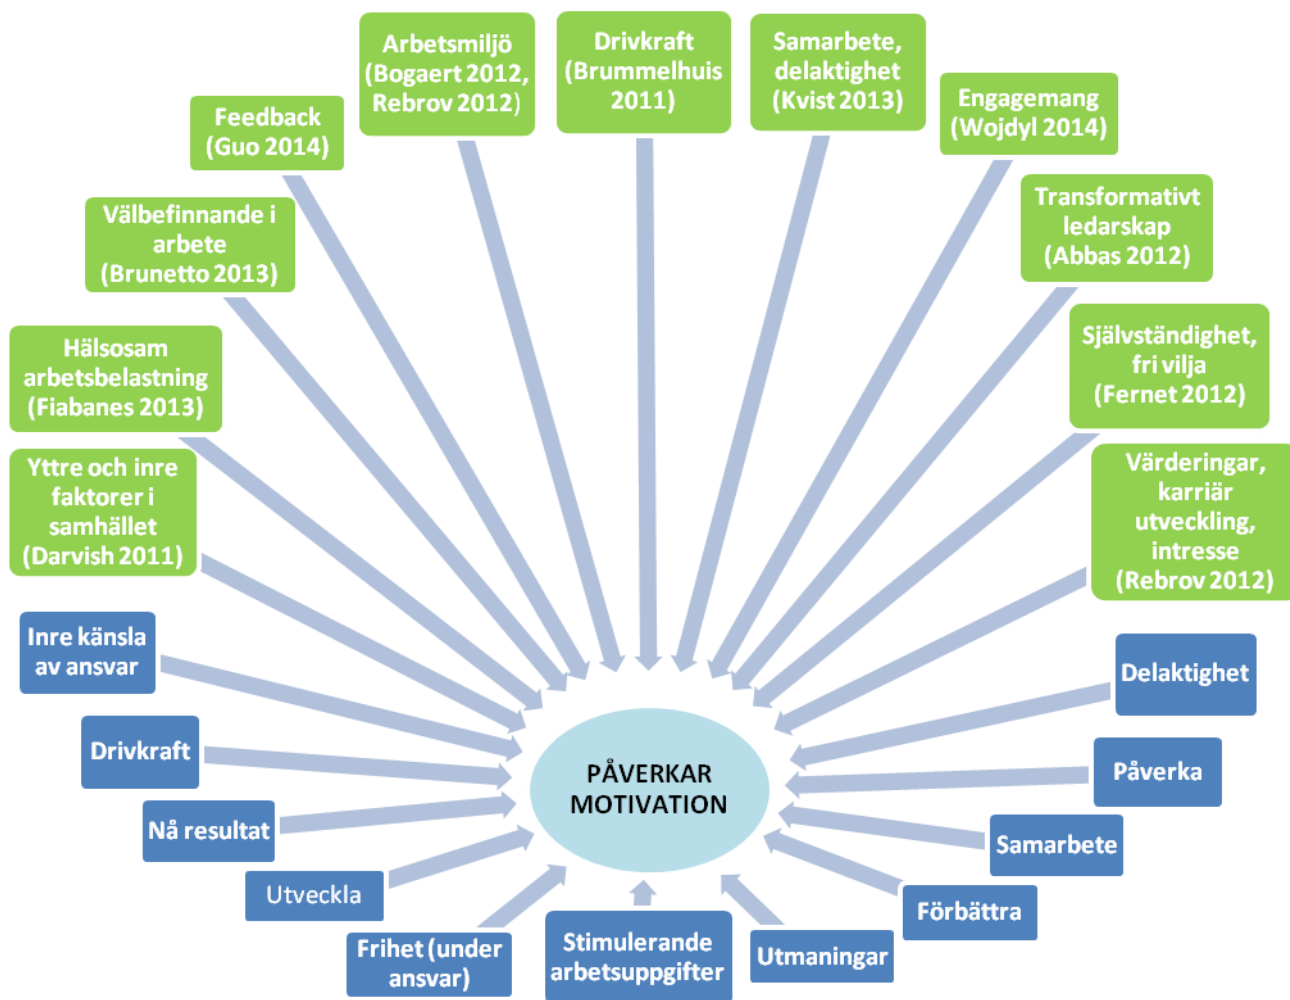 Yttre och inre
faktorer i
samhället
(Darvish 2011)
Hälsosam
arbetsbelastning
(Fiabanes 2013)
Välbefinnande i
arbete
(Brunetto 2013)
Feedback
(Guo 2014)
Arbetsmiljö
(Bogaert 2012,
Rebrov 2012)
Drivkraft
(Brummelhuis
2011)
Samarbete,
delaktighet
(Kvist 2013)
Engagemang
(Wojdyl 2014)
Transformativt
ledarskap
(Abbas 2012)
Självständighet,
fri vilja
(Fernet 2012)
Värderingar,
karriär
utveckling,
intresse
(Rebrov 2012)
PÅVERKAR
MOTIVATION
Inre känsla
av ansvar
Drivkraft
Nå resultat
Utveckla
Frihet (under
ansvar)
Stimulerande
arbetsuppgifter
Utmaningar
Förbättra
Samarbete
Påverka
Delaktighet